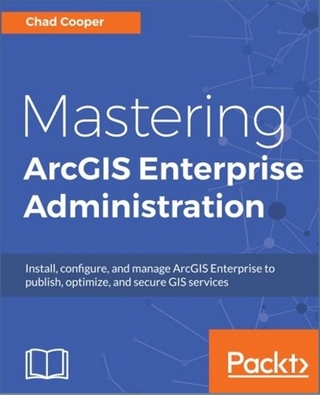 Chad Cooper
Mastering
ArcGIS Enterprise
Administration
Install, configure, and manage ArcGIS Enterprise to
publish, optimize, and secure GIS services
Packt>